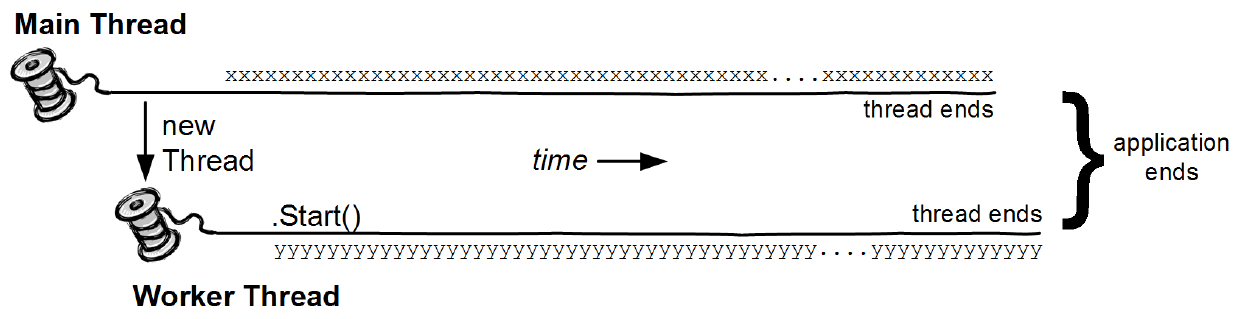 Main Thread
xxxxxxxxxxxxxxxxxxxxxxxxxxxxxxxxxxxxxxxxx....xxxxxxxxxxxxx
thread ends
new
Thread
time
application
ends
.Start()
thread ends
yyyyyyyyyyyyyyyyyyyyyyyyyyyyyyyyyyyyyyyyy....yyyyyyyyyyyyy
Worker Thread